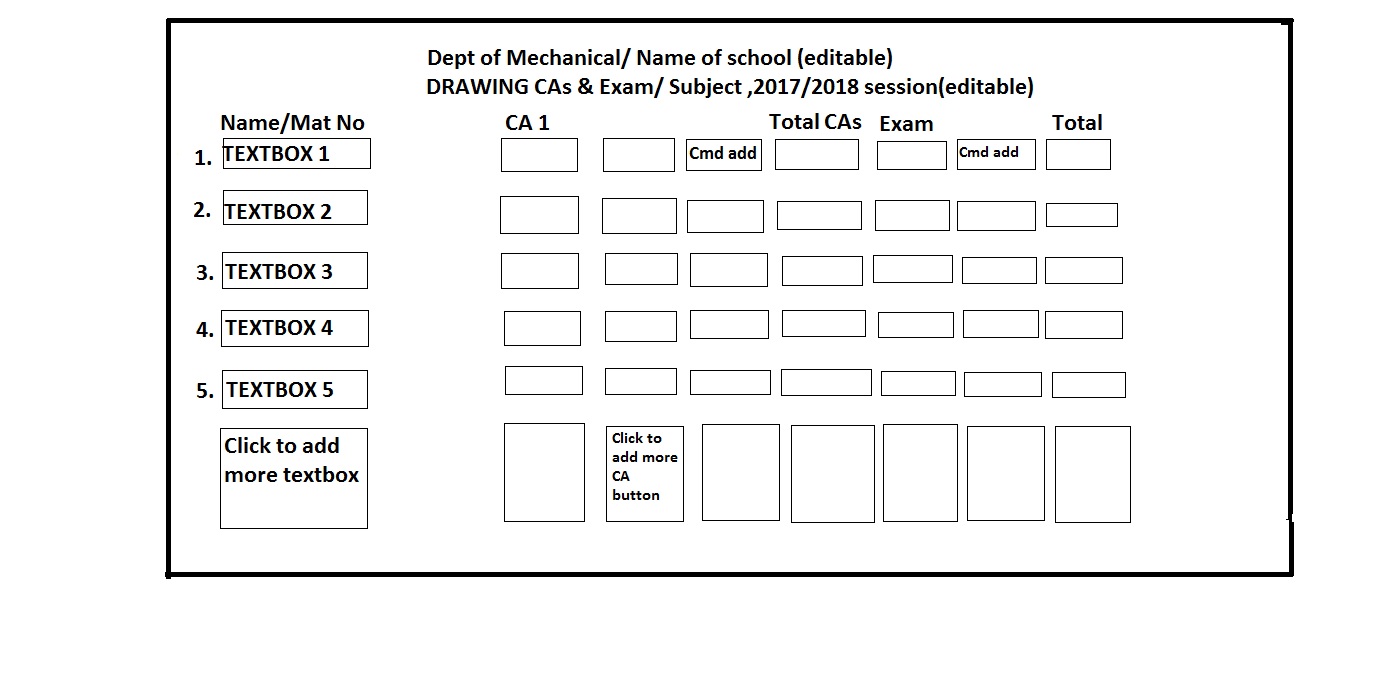 Dept of Mechanical/ Name of school (editable)
DRAWING CAs & Exam/ Subject ,2017/2018 session(editable)
Name/Mat No CA 1 Total CAs Exam Total
1. TEXTBOX 1 Cmd add Cmd add
2. TEXTBOX 2
3. TEXTBOX 3
4. TEXTBOX 4
5. TEXTBOX 5
Click to add
more textbox
Click to
add more
CA
button